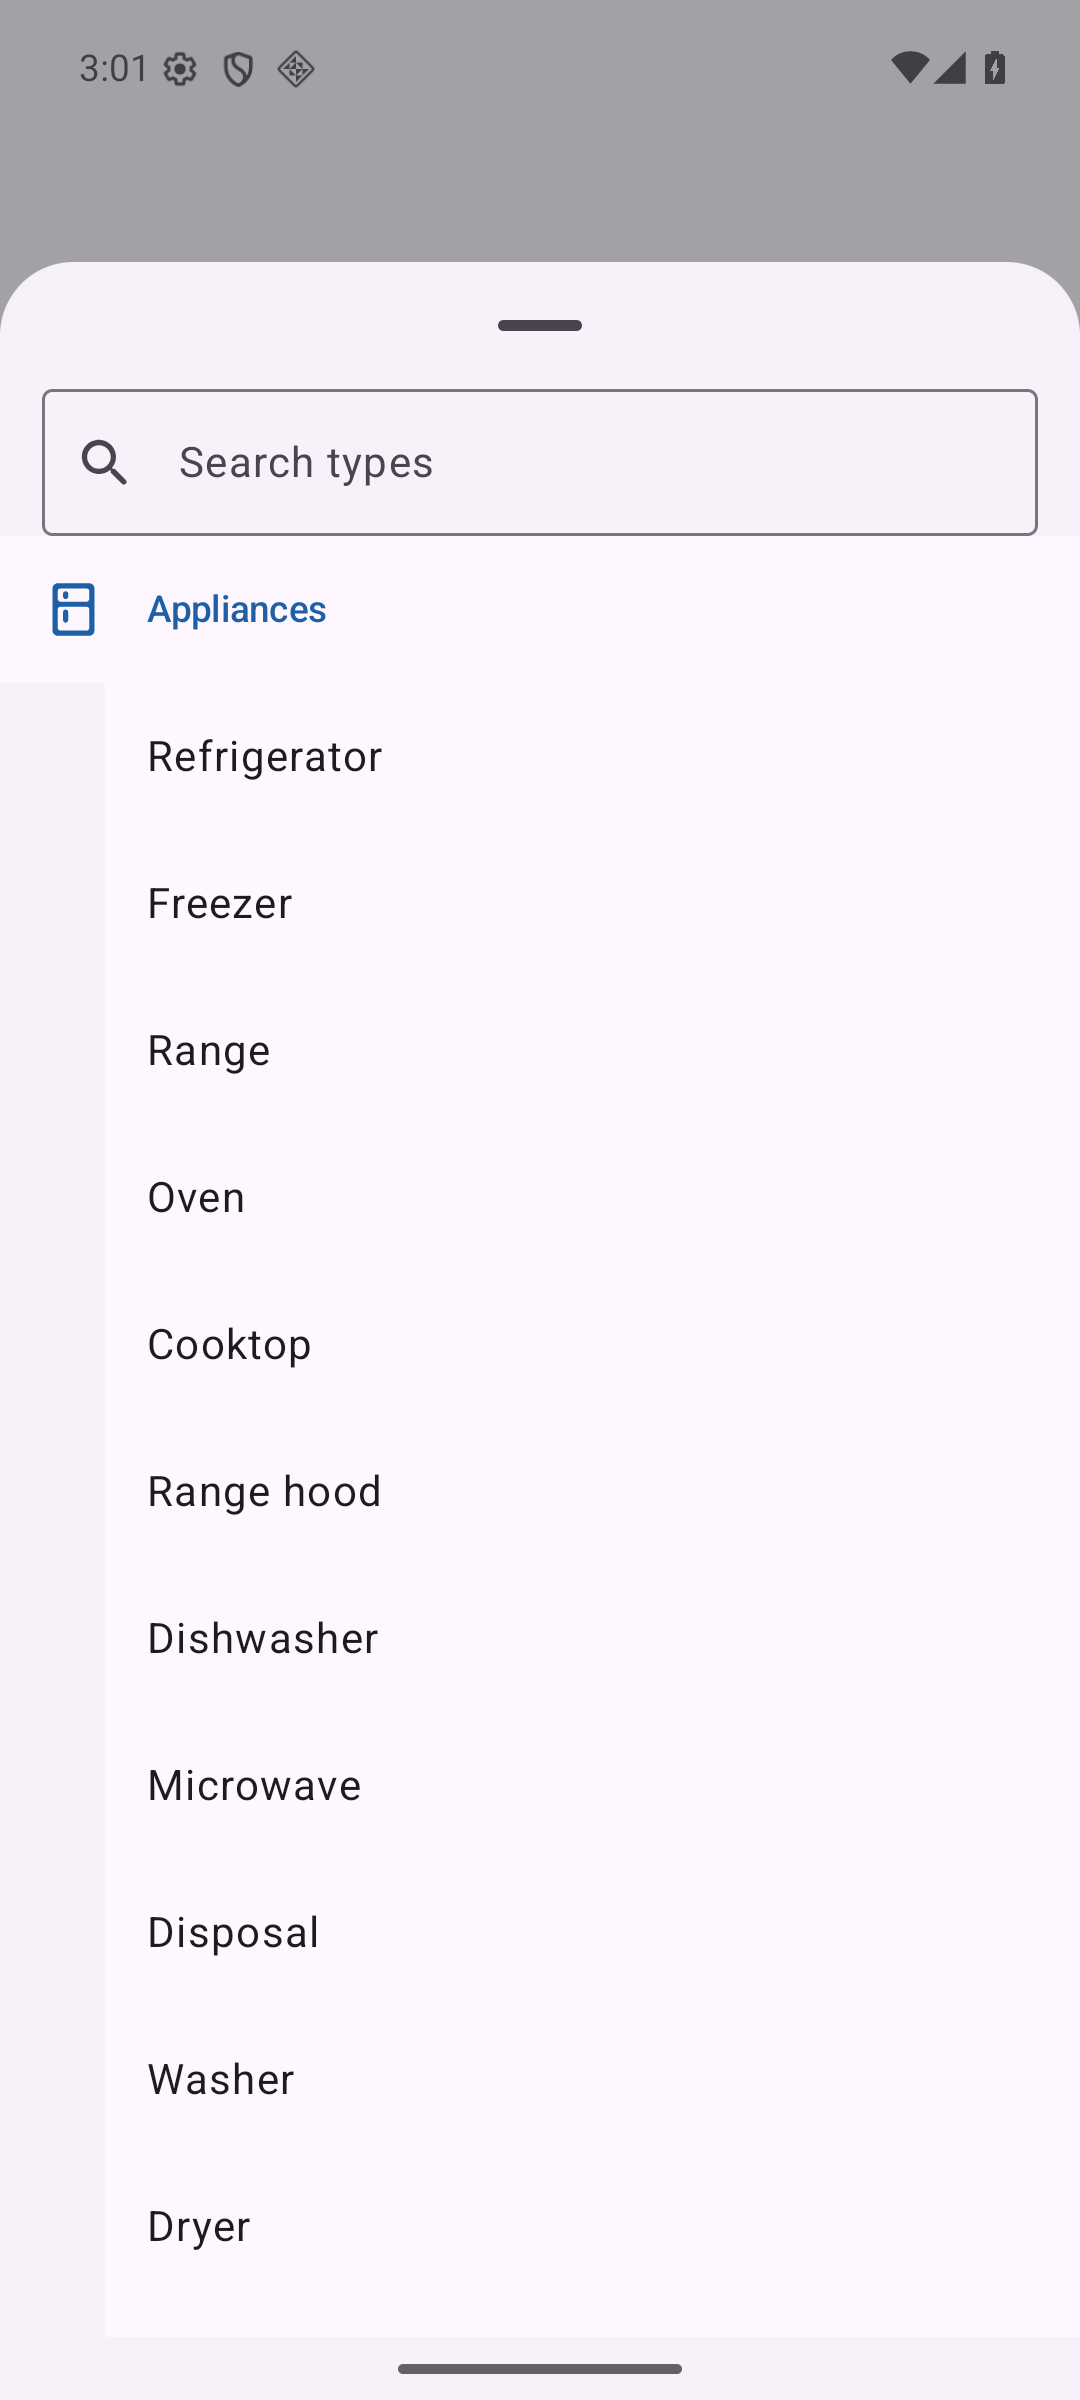 3:01
Search types
Appliances
Refrigerator
Freezer
Range
Oven
Cooktop
Range hood
Dishwasher
Microwave
Disposal
Washer
Dryer